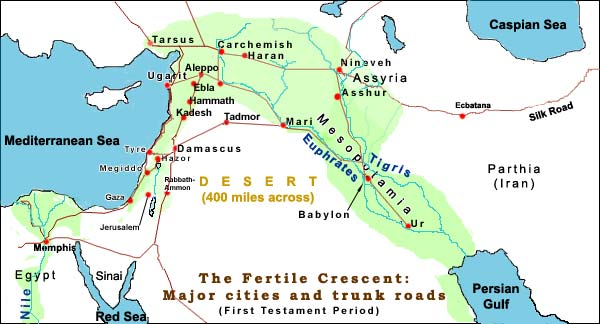 Caspian Sea
Tarsus
Carchemish
Haran
Nineveh
Aleppo
Assyria
Ugarit
Ebla
Asshur
Hammath
Kadesh
Tadmor
Mari
Ecbatana
Silk Road
Mediterranean Sea
Mesopotamia
Tyre
Hazor
Damascus
Euphrates
Tigris
Megiddo
Parthia
(Iran)
Rabbath-
Ammon
DESERT
(400 miles across)
Gaza
Babylon
Jerusalem
Ur
Memphis
Egypt
Sinai
Nile
Red Sea
Persian
Gulf
The Fertile Crescent:
Major cities and trunk roads
(First Testament Period)